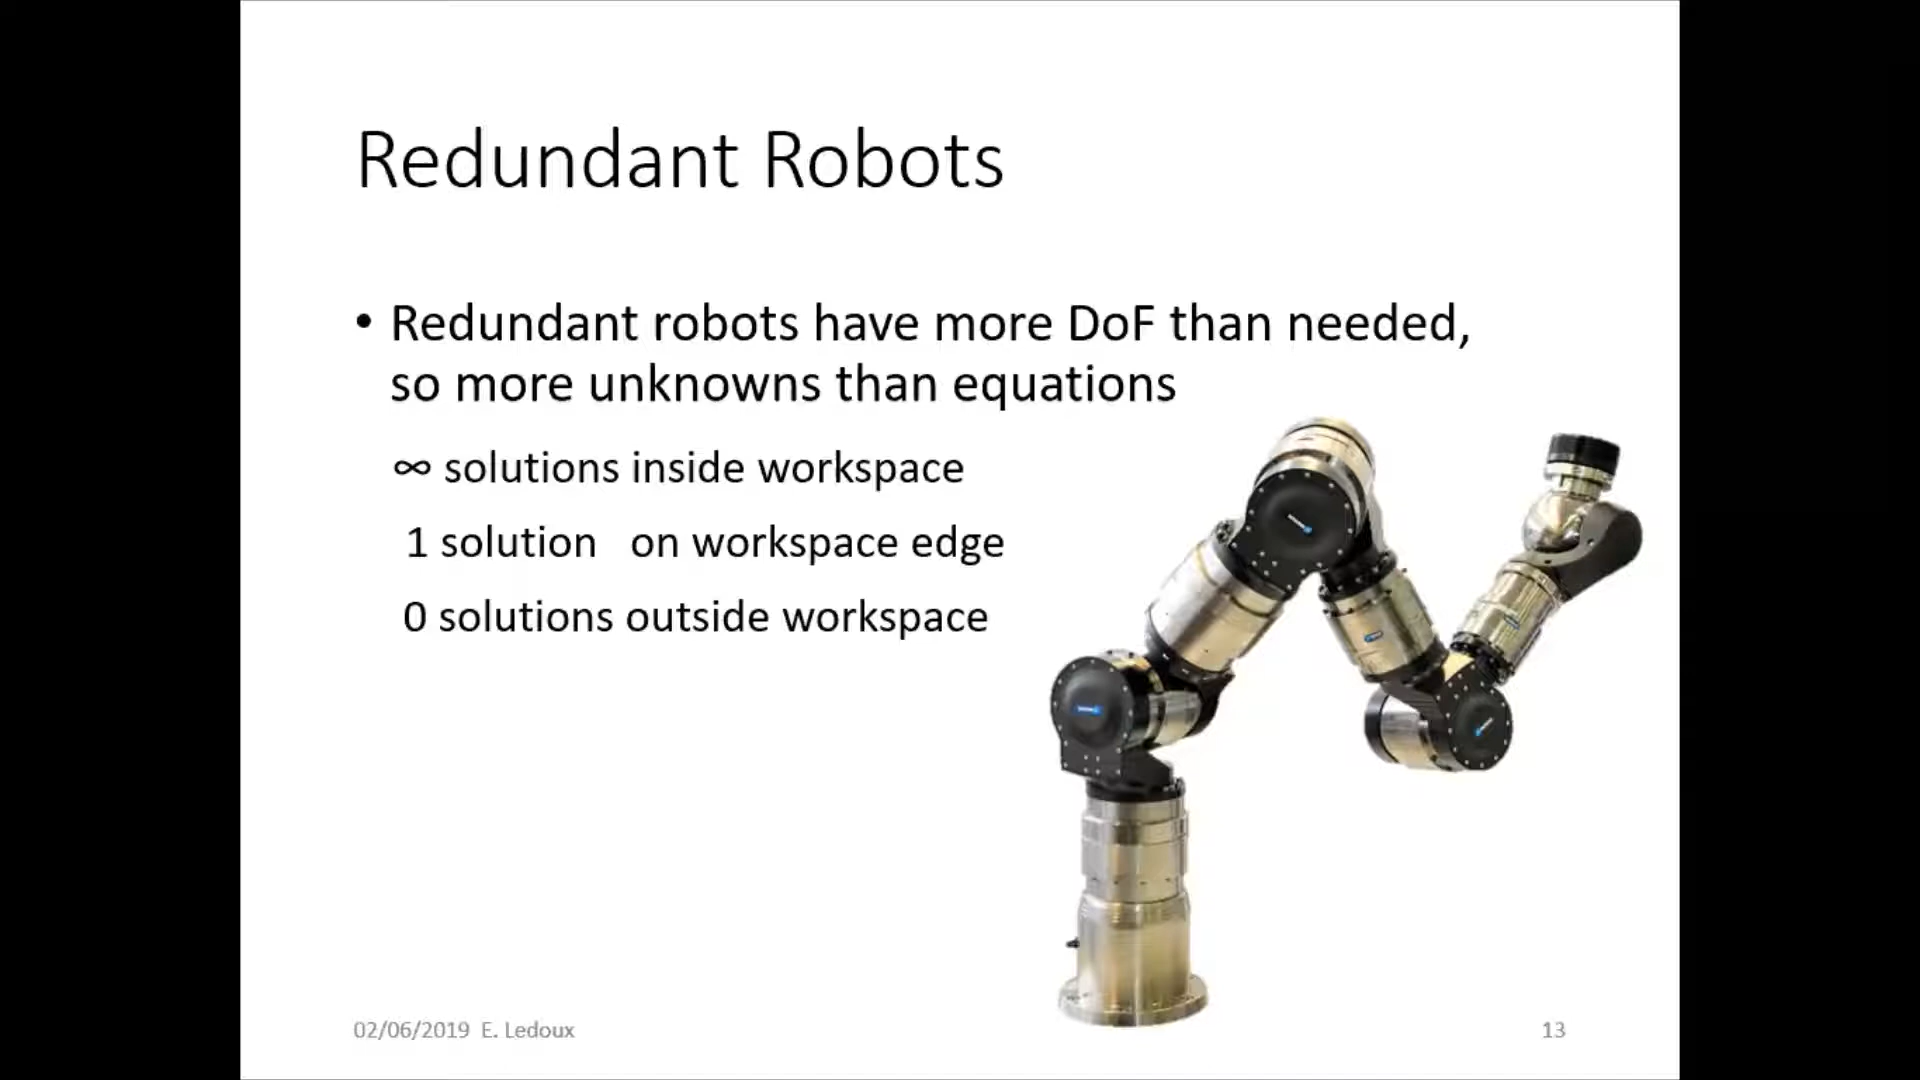 Redundant Robots
• Redundant robots have more DoF than needed,
so more unknowns than equations
∞ solutions inside workspace
1 solution on workspace edge
0 solutions outside workspace
02/06/2019 E. Ledoux
13